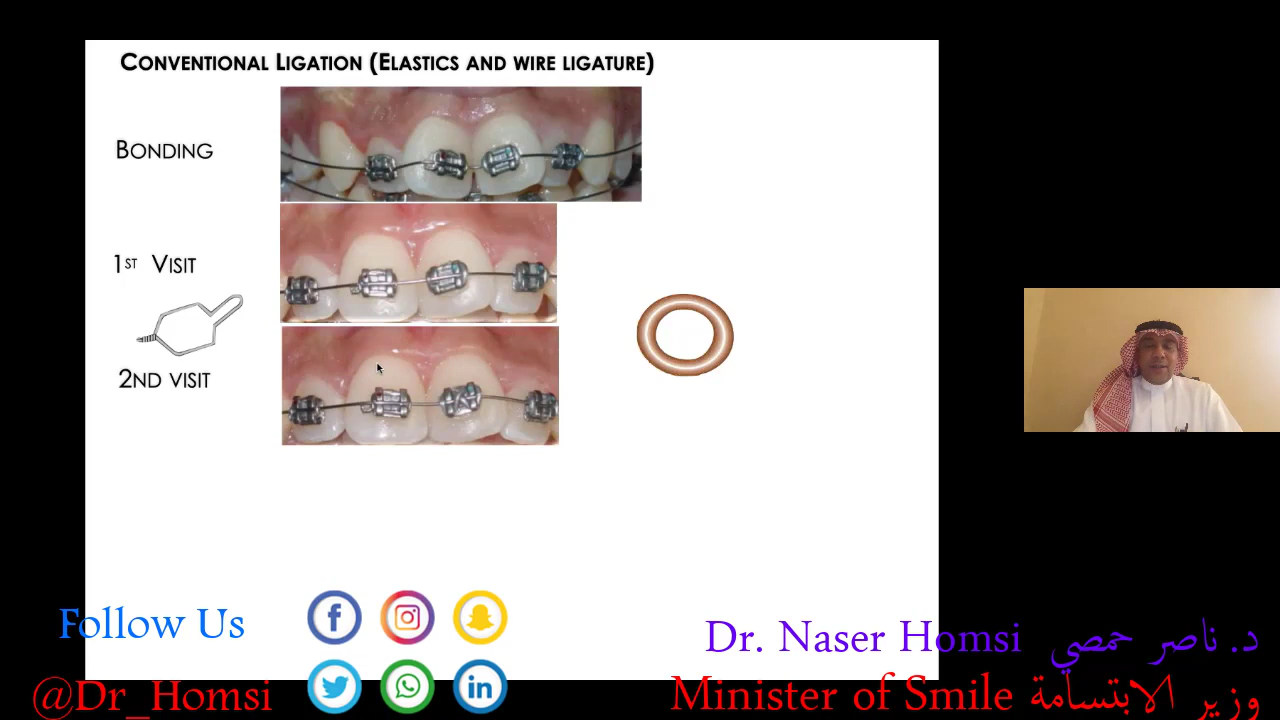 CONVENTIONAL LIGATION (ELASTICS AND WIRE LIGATURE)
BONDING
1ST VISIT
2ND VISIT
Follow Us
@Dr_Homsi
Dr. Naser Homsi د. ناصر حمصي
Minister of Smile وزير الابتسامة